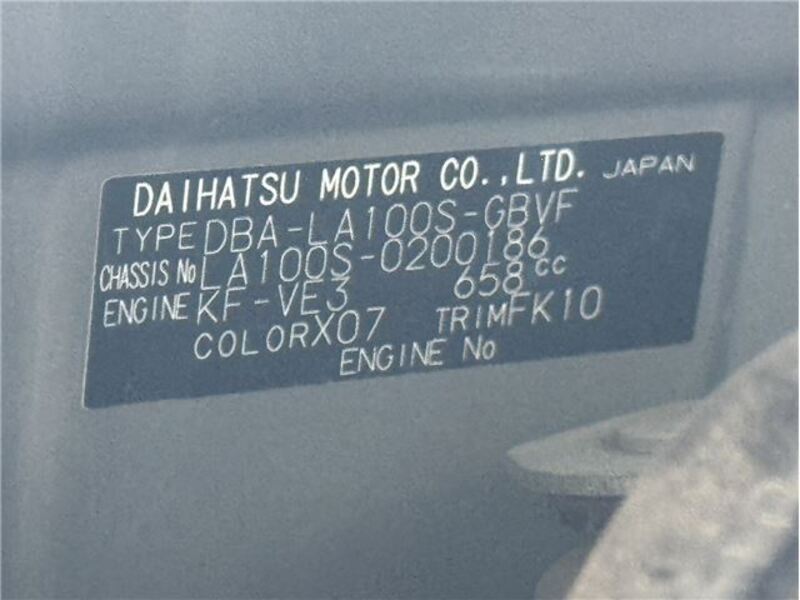 DAIHATSU MOTOR CO.,LTD. JAPAN
TYPE DBA-LA100S-GBVF
CHASSIS No LA100S-0200186
ENGINE KF-VE3 658cc
COLOR X07 TRIM FK10
ENGINE No